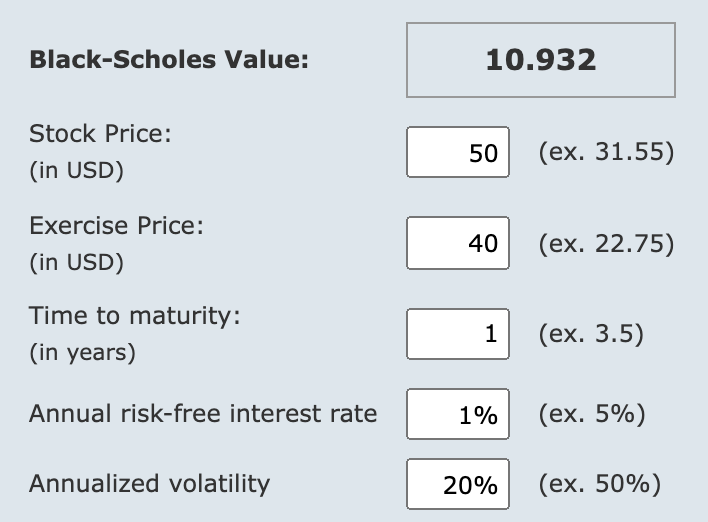 Black-Scholes Value: 10.932
Stock Price:
(in USD) 50 (ex. 31.55)
Exercise Price:
(in USD) 40 (ex. 22.75)
Time to maturity:
(in years) 1 (ex. 3.5)
Annual risk-free interest rate 1% (ex. 5%)
Annualized volatility 20% (ex. 50%)